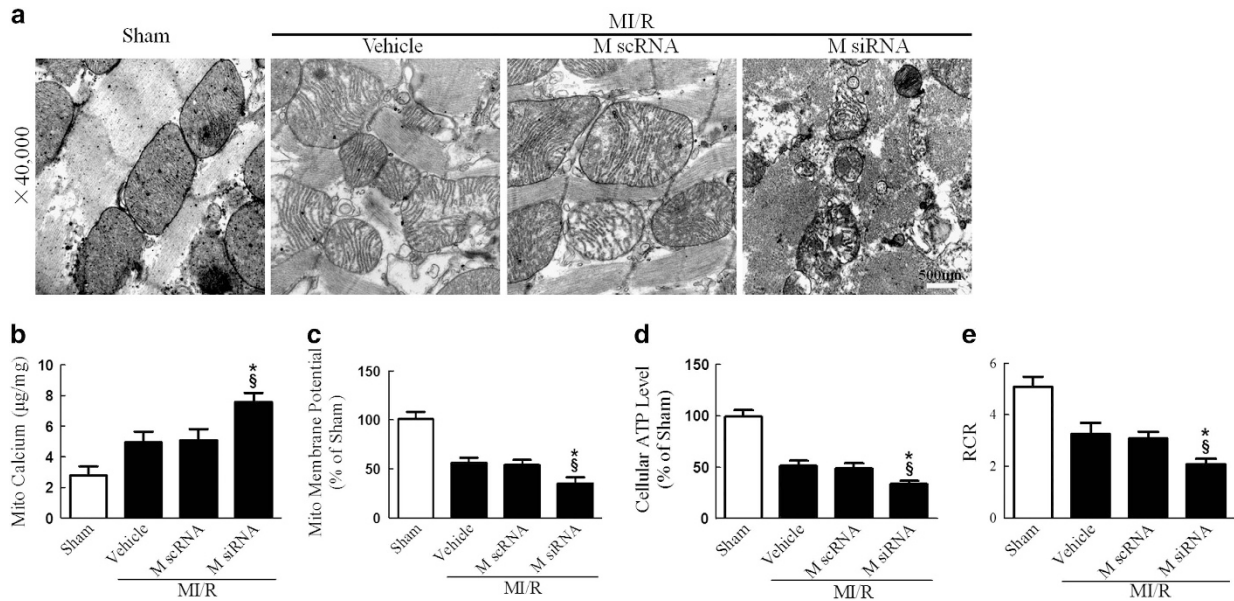 a
MI/R
Sham
Vehicle
M scRNA
M siRNA
×40,000
500nm
b
Mito Calcium (μg/mg)
10
8
6
4
2
0
*
§
Sham
Vehicle
M scRNA
M siRNA
MI/R
c
Mito Membrane Potential
(% of Sham)
150
100
50
0
*
§
Sham
Vehicle
M scRNA
M siRNA
MI/R
d
Cellular ATP Level
(% of Sham)
150
100
50
0
*
§
Sham
Vehicle
M scRNA
M siRNA
MI/R
e
RCR
6
4
2
0
*
§
Sham
Vehicle
M scRNA
M siRNA
MI/R